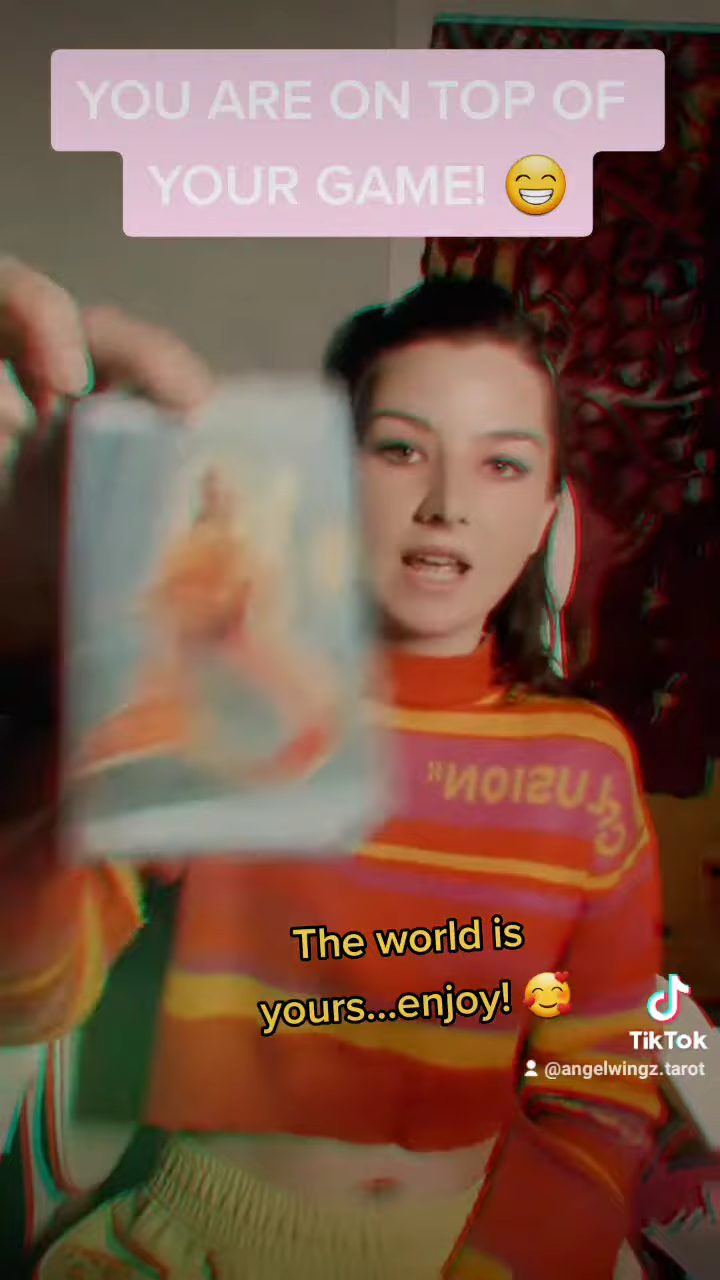 YOU ARE ON TOP OF
YOUR GAME! 😁
The world is
yours...enjoy! 🥰
TikTok
@angelwingz.tarot